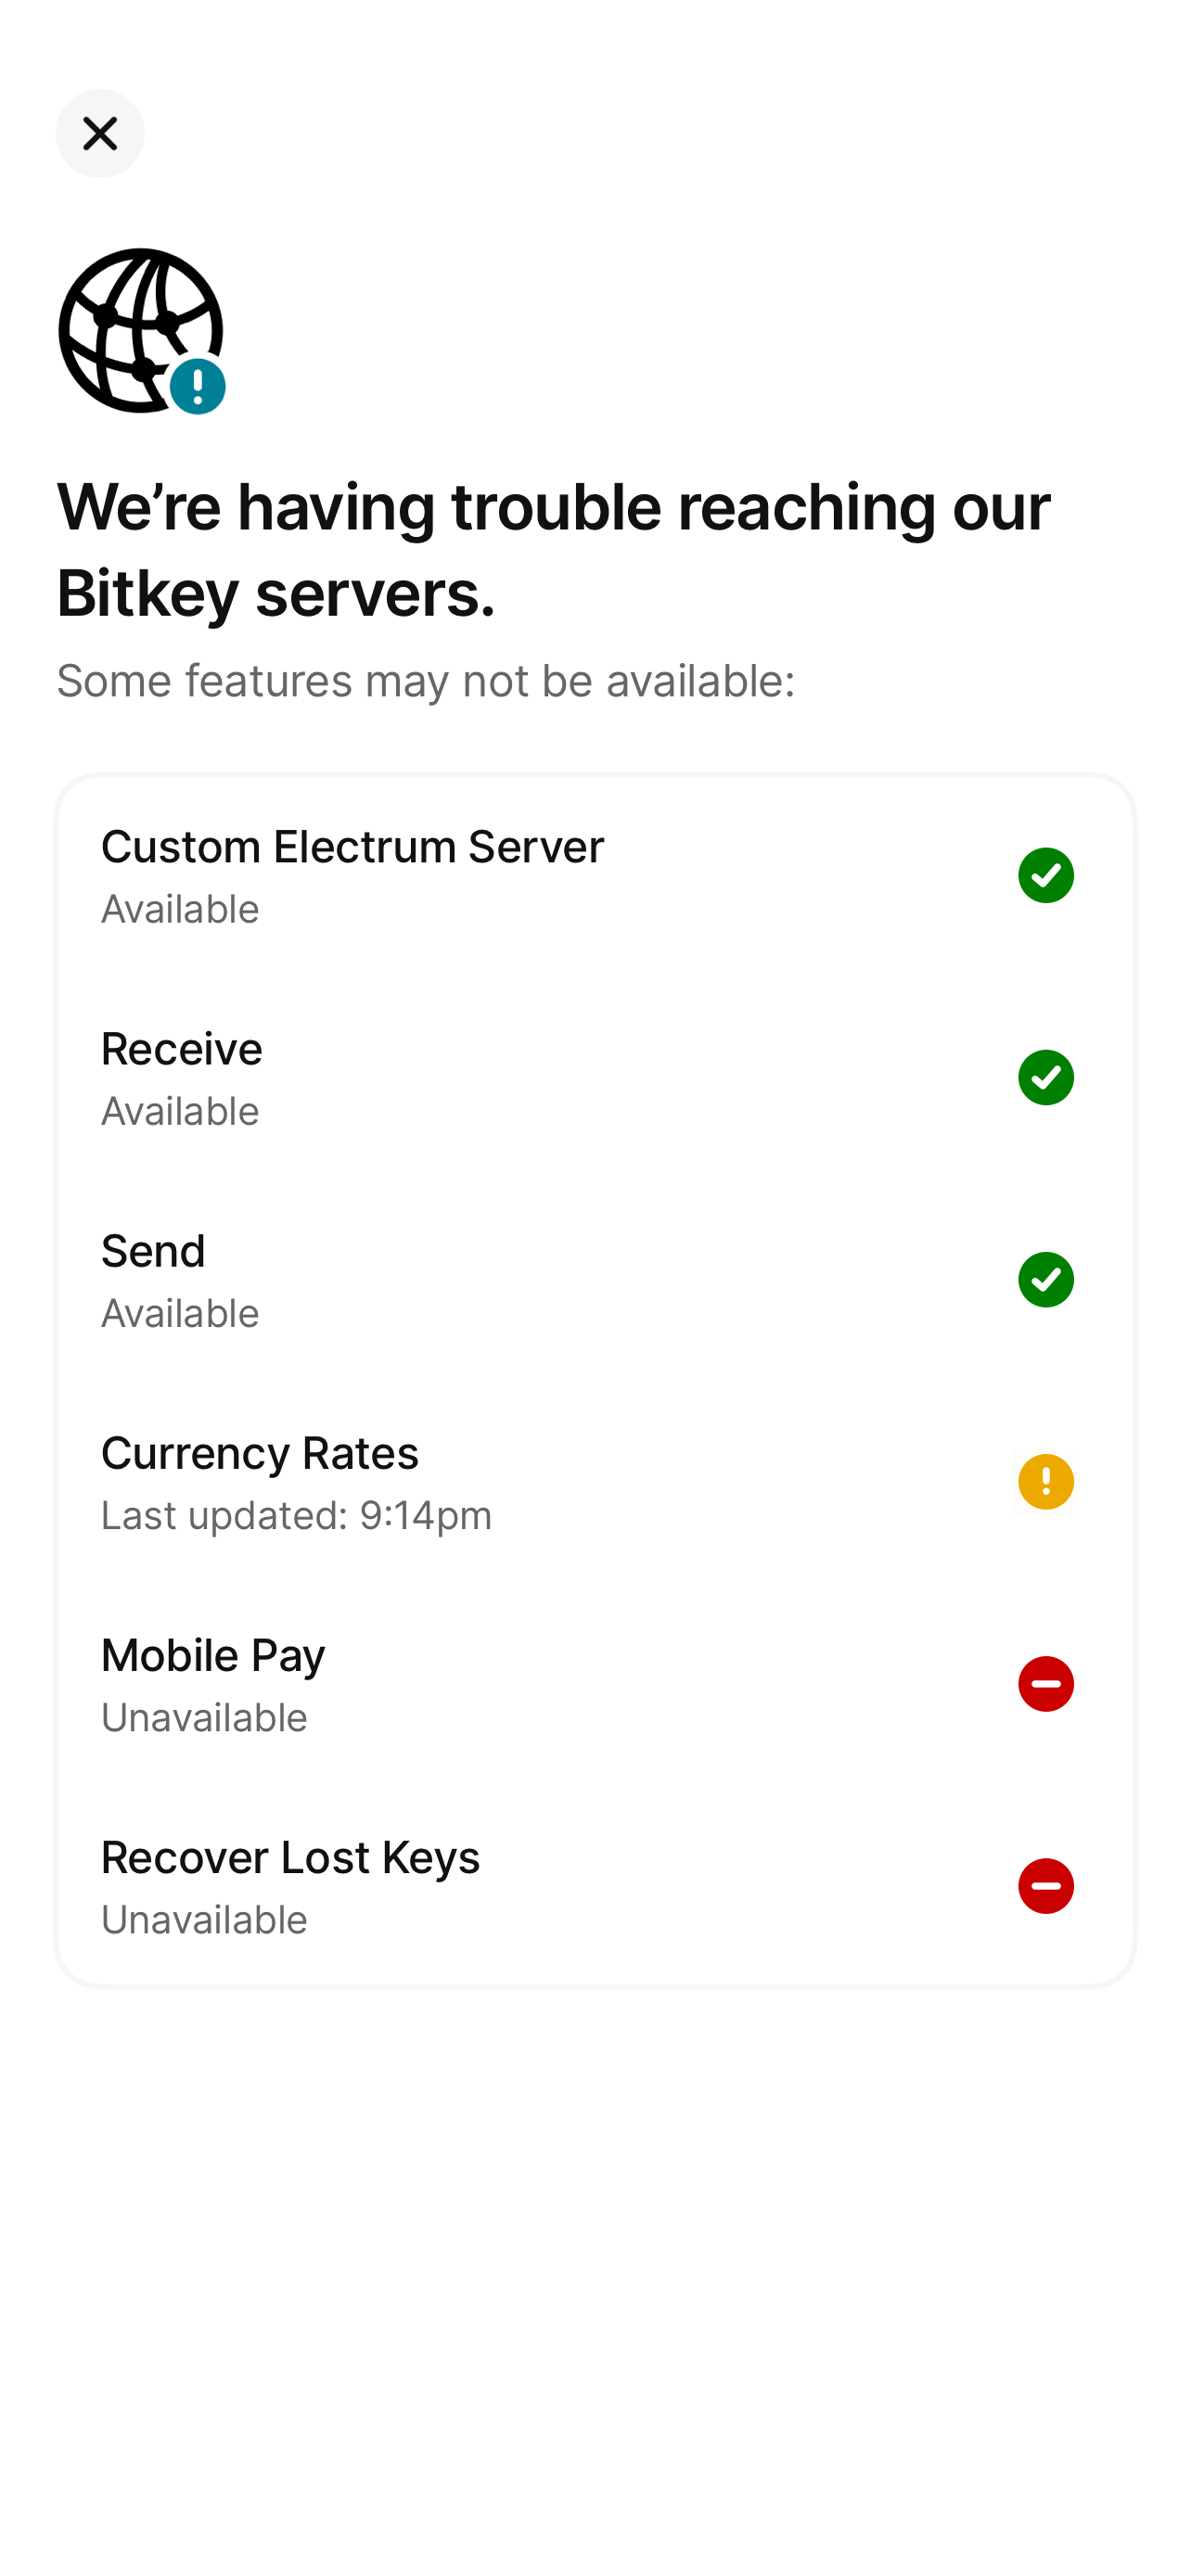 We’re having trouble reaching our
Bitkey servers.
Some features may not be available:
Custom Electrum Server
Available
Receive
Available
Send
Available
Currency Rates
Last updated: 9:14pm
Mobile Pay
Unavailable
Recover Lost Keys
Unavailable